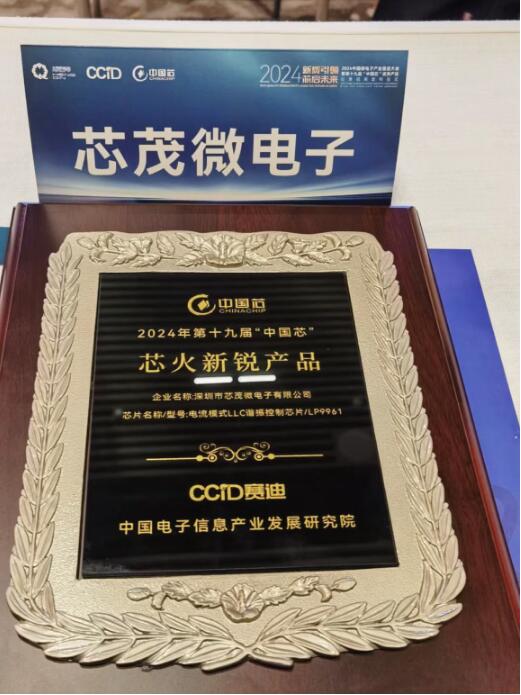 CCID
中国芯
CHINACHIP
2024
新质引领
芯启未来
芯茂微电子
中国芯
CHINACHIP
2024年第十九届“中国芯”
芯火新锐产品
企业名称:深圳市芯茂微电子有限公司
芯片名称/型号:电流模式LLC谐振控制芯片/LP9961
CCID赛迪
中国电子信息产业发展研究院